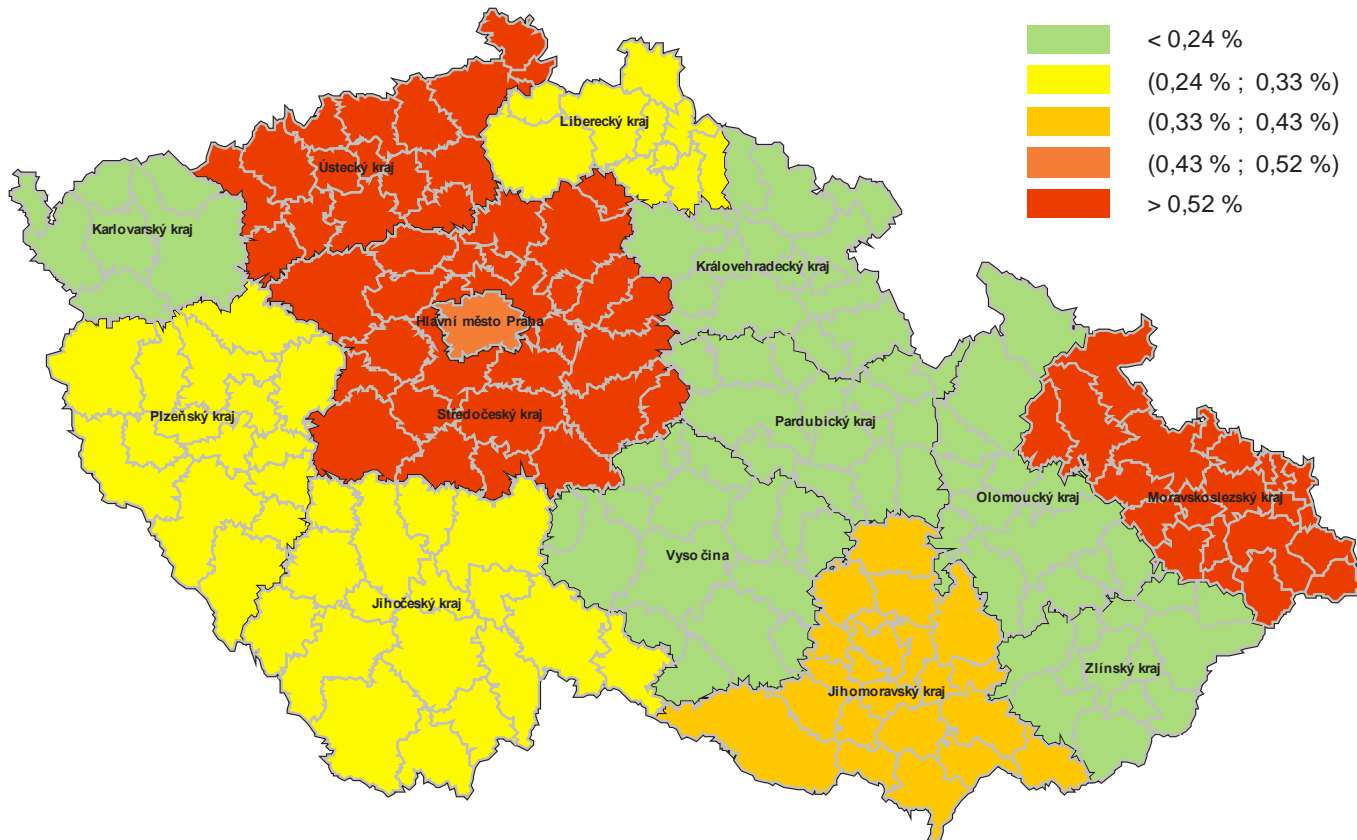 < 0,24 %
(0,24 % ; 0,33 %)
(0,33 % ; 0,43 %)
(0,43 % ; 0,52 %)
> 0,52 %
Liberecký kraj
Ústecký kraj
Karlovarský kraj
Královehradecký kraj
Hlavní město Praha
Plzeňský kraj
Středočeský kraj
Pardubický kraj
Olomoucký kraj
Moravskoslezský kraj
Vysočina
Jihočeský kraj
Zlínský kraj
Jihomoravský kraj